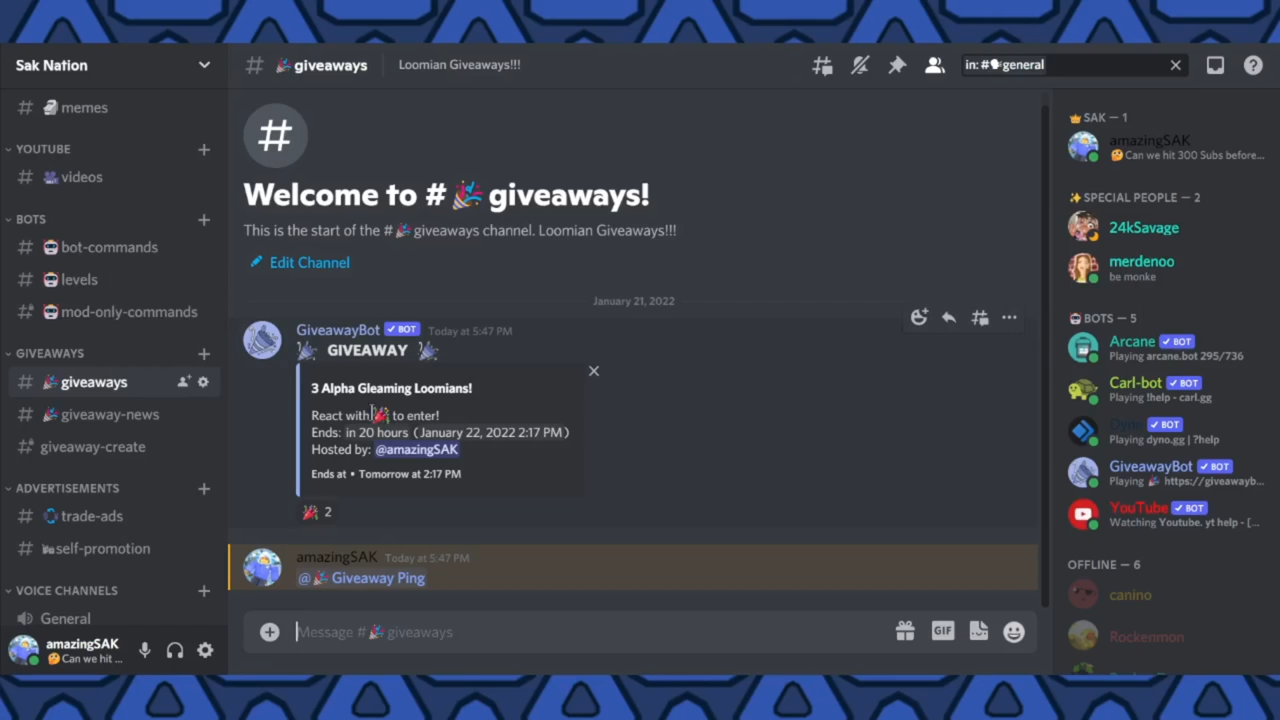 Sak Nation
# 🎉 giveaways
Loomian Giveaways!!!
in: #🗣general
# 🗿 memes
YOUTUBE
# 🎥 videos
BOTS
# 🤖 bot-commands
# 🤖 levels
# 🤖 mod-only-commands
GIVEAWAYS
# 🎉 giveaways
# 🎉 giveaway-news
# giveaway-create
ADVERTISEMENTS
# 🔄 trade-ads
# self-promotion
VOICE CHANNELS
General
amazingSAK
🤔 Can we hit ...
#
Welcome to # 🎉 giveaways!
This is the start of the # 🎉 giveaways channel. Loomian Giveaways!!!
Edit Channel
January 21, 2022
GiveawayBot ✓ BOT Today at 5:47 PM
🎉 GIVEAWAY 🎉
3 Alpha Gleaming Loomians!
React with 🎉 to enter!
Ends: in 20 hours (January 22, 2022 2:17 PM)
Hosted by: @amazingSAK
Ends at • Tomorrow at 2:17 PM
🎉 2
amazingSAK Today at 5:47 PM
@🎉 Giveaway Ping
Message # 🎉 giveaways
GIF
👑 SAK — 1
amazingSAK
🤔 Can we hit 300 Subs before...
✨ SPECIAL PEOPLE — 2
24kSavage
merdenoo
be monke
🤖 BOTS — 5
Arcane ✓ BOT
Playing arcane.bot 295/736
Carl-bot ✓ BOT
Playing !help - carl.gg
Dyno ✓ BOT
Playing dyno.gg | ?help
GiveawayBot ✓ BOT
Playing 🎉 https://giveawayb...
YouTube ✓ BOT
Watching Youtube. yt help - [...
OFFLINE — 6
canino
Rockenmon